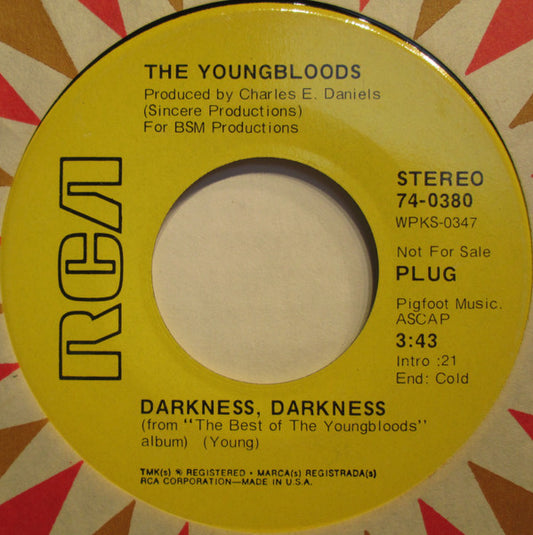 THE YOUNGBLOODS
Produced by Charles E. Daniels
(Sincere Productions)
For BSM Productions
RCA
STEREO
74-0380
WPKS-0347
Not For Sale
PLUG
Pigfoot Music.
ASCAP
3:43
Intro :21
End: Cold
DARKNESS, DARKNESS
(from "The Best of The Youngbloods"
album) (Young)
TMK(s) ® REGISTERED • MARCA(s) REGISTRADA(s)
RCA CORPORATION—MADE IN U.S.A.